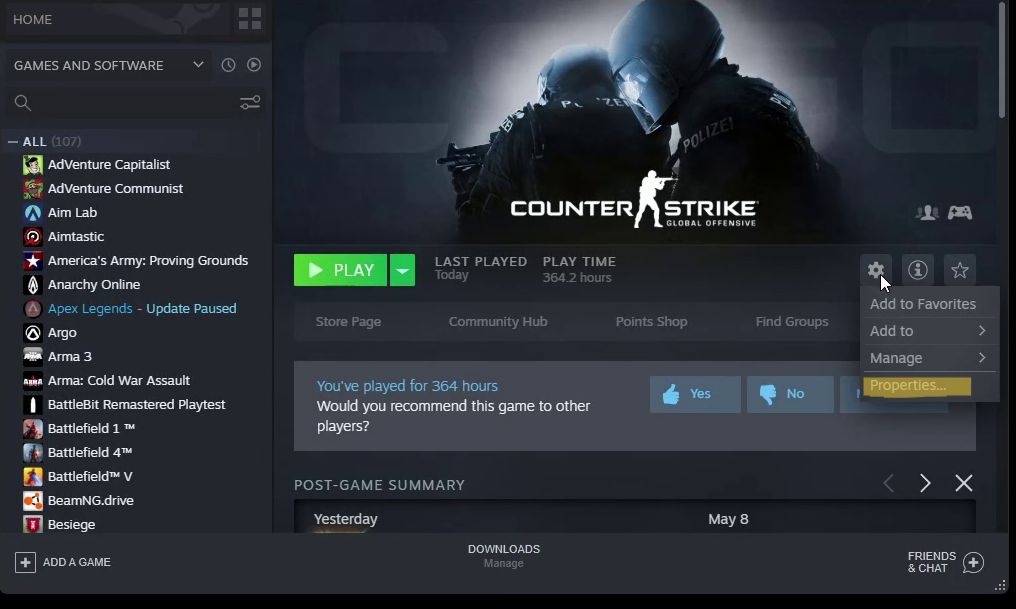 HOME
GAMES AND SOFTWARE
ALL (107)
AdVenture Capitalist
AdVenture Communist
Aim Lab
Aimtastic
America's Army: Proving Grounds
Anarchy Online
Apex Legends - Update Paused
Argo
Arma 3
Arma: Cold War Assault
BattleBit Remastered Playtest
Battlefield 1 ™
Battlefield 4™
Battlefield™ V
BeamNG.drive
Besiege
POLIZEI
COUNTER STRIKE
GLOBAL OFFENSIVE
PLAY
LAST PLAYED
Today
PLAY TIME
364.2 hours
Add to Favorites
Add to
Manage
Properties...
Store Page
Community Hub
Points Shop
Find Groups
You've played for 364 hours
Would you recommend this game to other
players?
Yes
No
POST-GAME SUMMARY
Yesterday
May 8
ADD A GAME
DOWNLOADS
Manage
FRIENDS
& CHAT